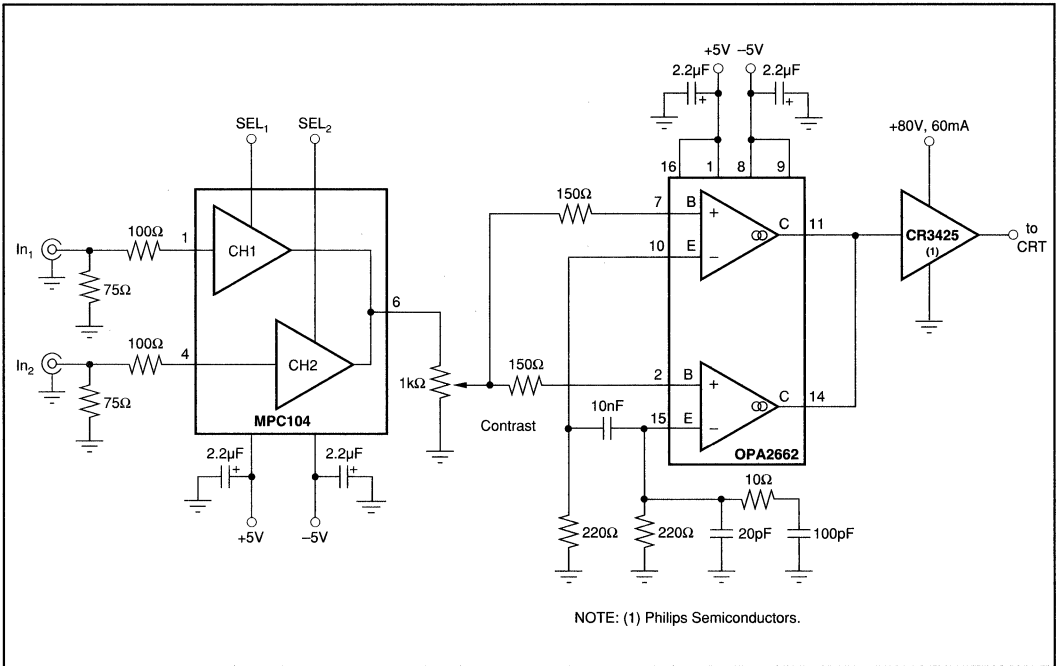 +5V –5V
2.2µF 2.2µF
SEL₁ SEL₂
+80V, 60mA
16 1 8 9
150Ω 7 B + C 11
In₁ 100Ω 1 CH1
CR3425
(1)
to
CRT
10 E –
75Ω
6
In₂ 100Ω 4 CH2
1kΩ 150Ω 2 B + C 14
75Ω
10nF 15 E –
MPC104
Contrast
OPA2662
2.2µF + 2.2µF +
10Ω
220Ω 220Ω 20pF 100pF
+5V –5V
NOTE: (1) Philips Semiconductors.